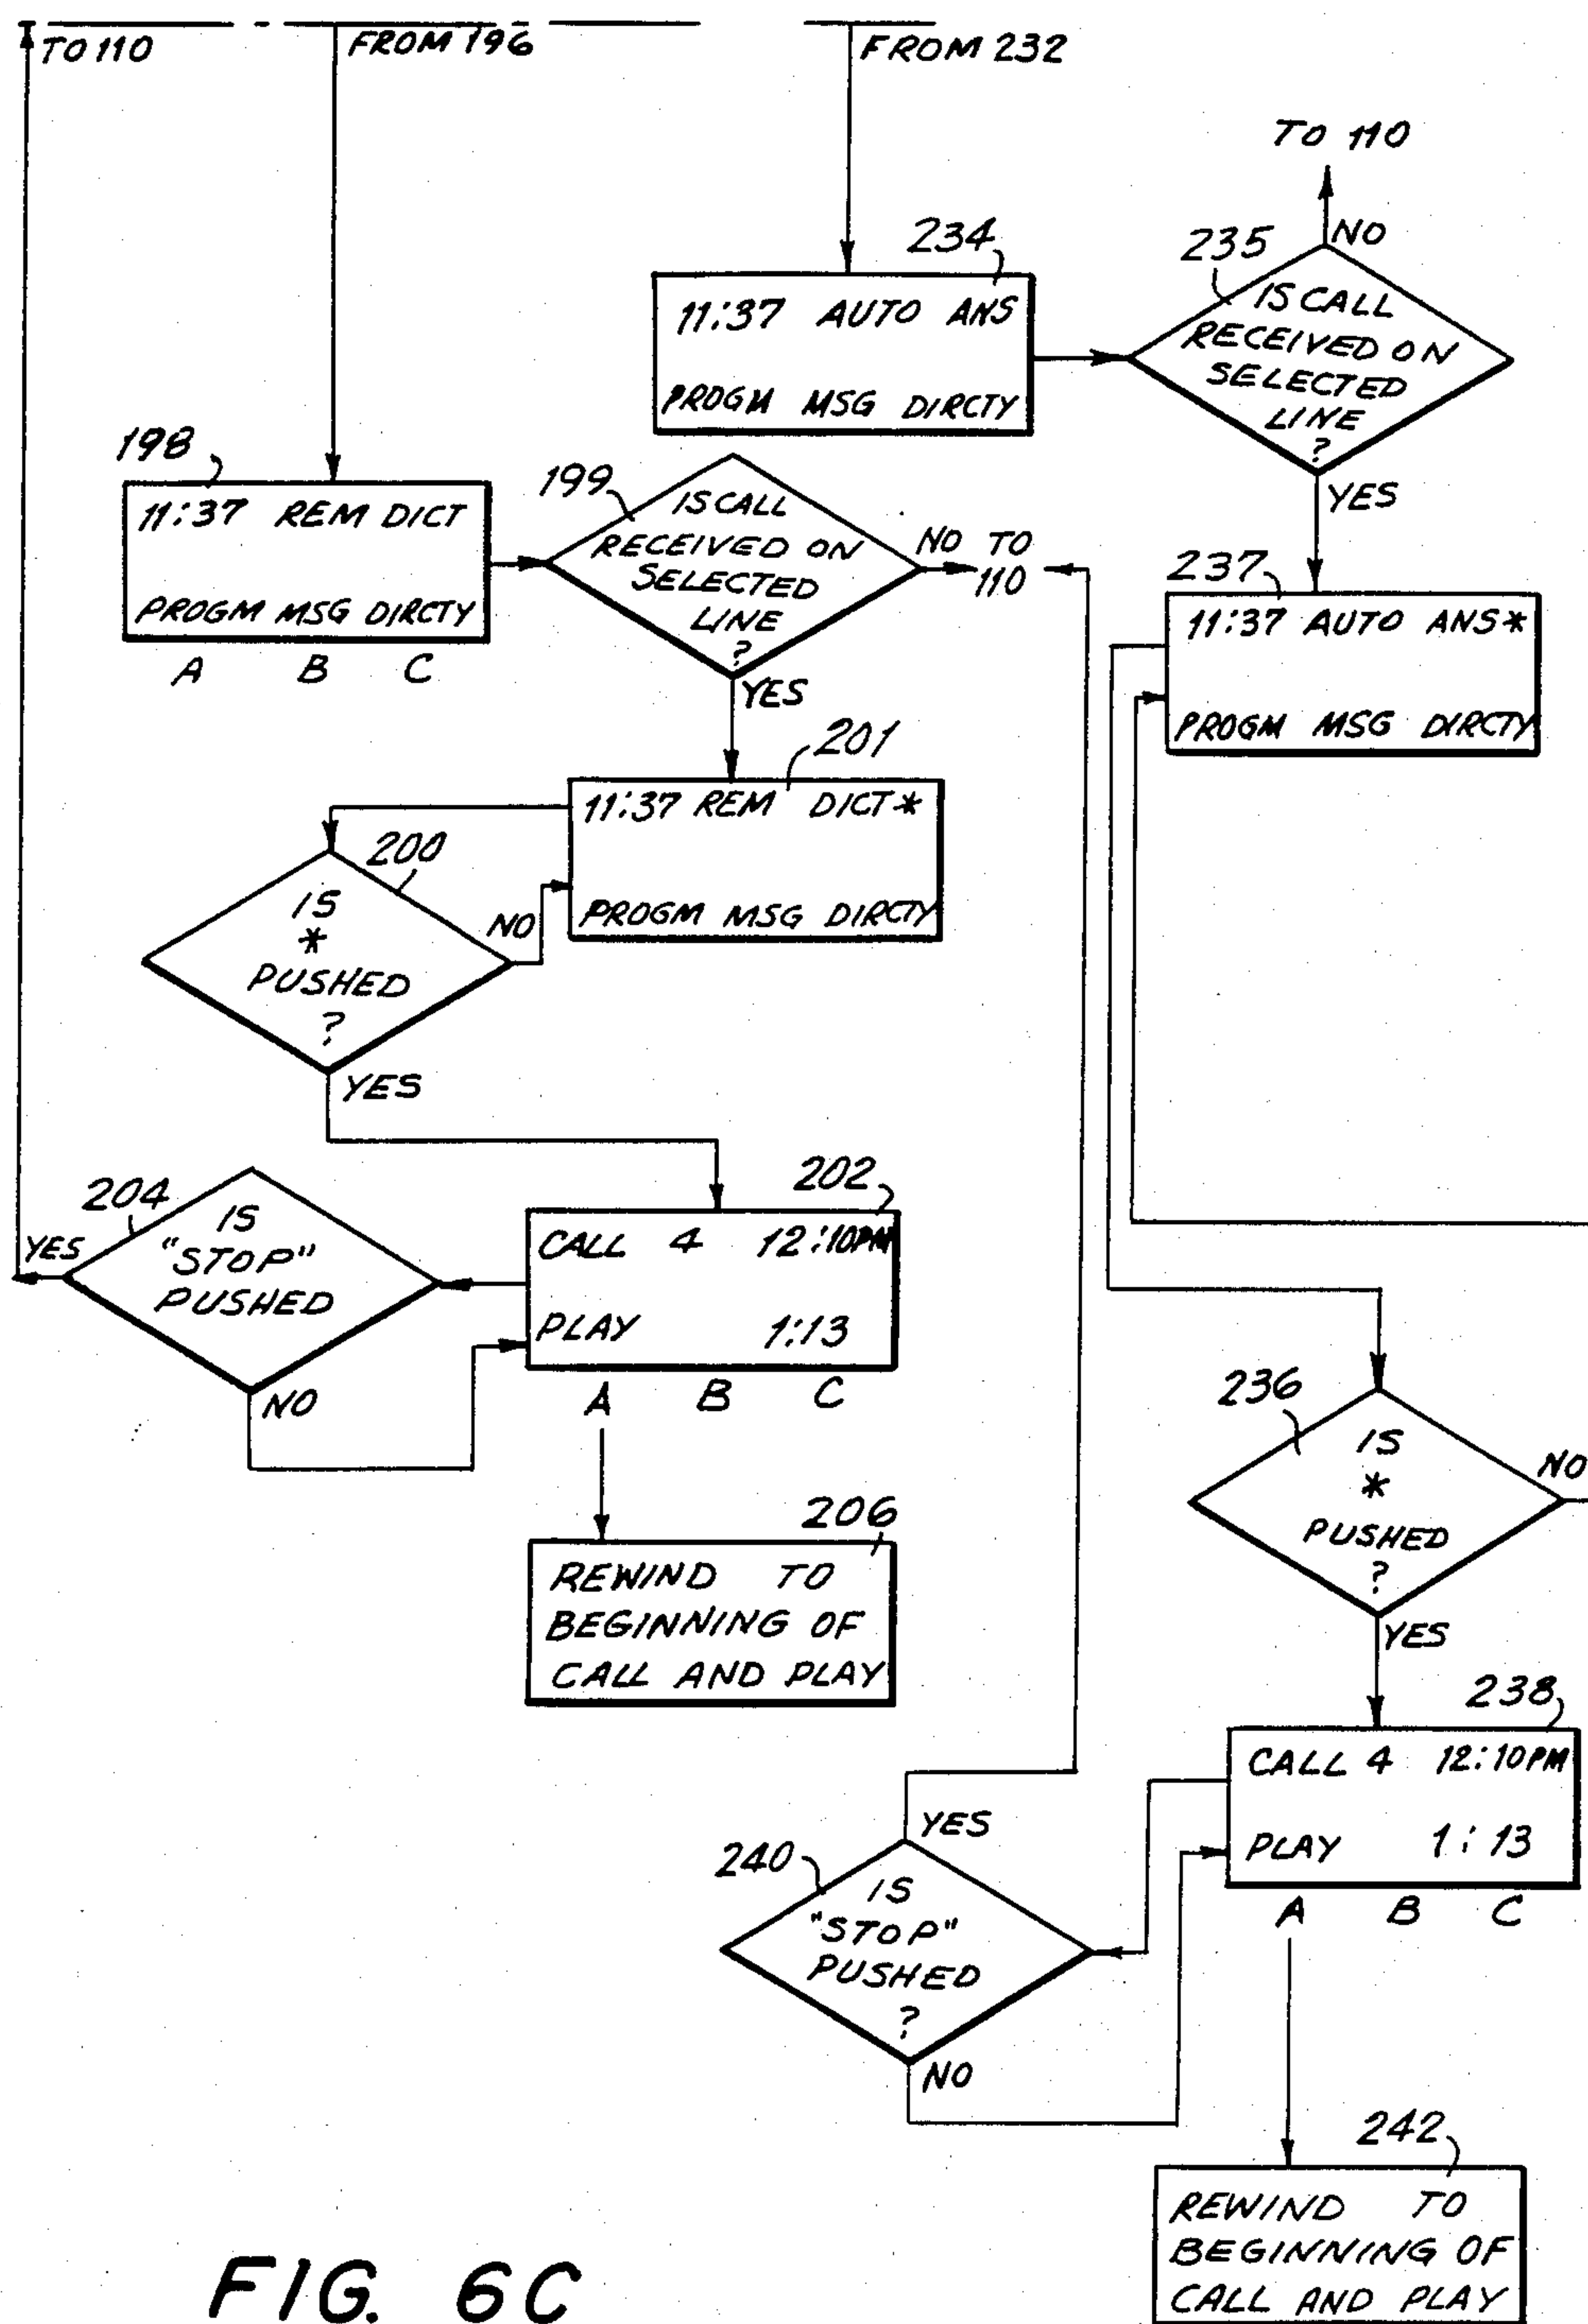 TO 110
FROM 196
FROM 232
TO 110
NO
234
11:37 AUTO ANS
PROGM MSG DIRCTY
235
IS CALL
RECEIVED ON
SELECTED
LINE
?
YES
198
11:37 REM DICT
PROGM MSG DIRCTY
A B C
199
IS CALL
RECEIVED ON
SELECTED
LINE
?
NO TO
110
YES
237
11:37 AUTO ANS*
PROGM MSG DIRCTY
201
11:37 REM DICT*
PROGM MSG DIRCTY
200
IS
*
PUSHED
?
NO
YES
204
IS
"STOP"
PUSHED
YES
NO
202
CALL 4 12:10PM
PLAY 1:13
A B C
206
REWIND TO
BEGINNING OF
CALL AND PLAY
236
IS
*
PUSHED
?
NO
YES
238
CALL 4 12:10PM
PLAY 1:13
A B C
240
IS
"STOP"
PUSHED
?
YES
NO
242
REWIND TO
BEGINNING OF
CALL AND PLAY
FIG. 6C